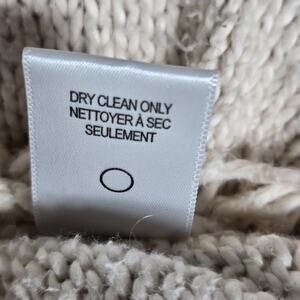 DRY CLEAN ONLY
NETTOYER À SEC
SEULEMENT